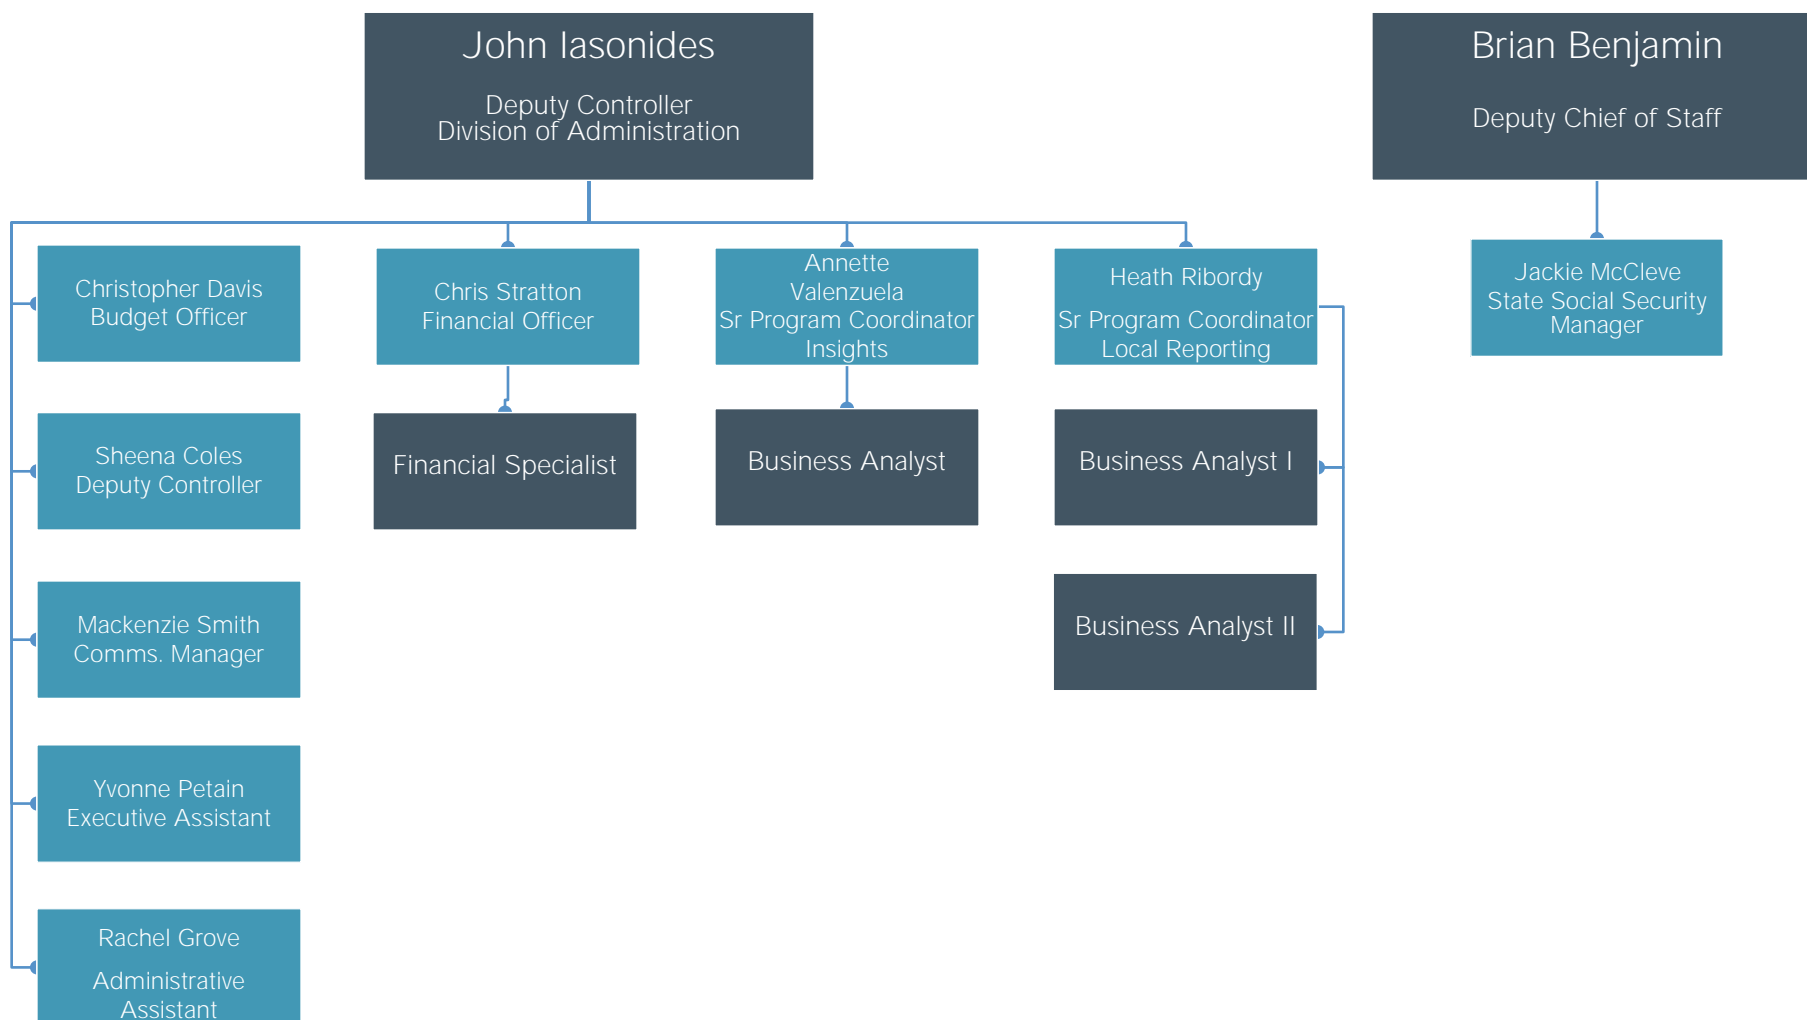 John Iasonides
Deputy Controller
Division of Administration
Brian Benjamin
Deputy Chief of Staff
Christopher Davis
Budget Officer
Chris Stratton
Financial Officer
Annette
Valenzuela
Sr Program Coordinator
Insights
Heath Ribordy
Sr Program Coordinator
Local Reporting
Jackie McCleve
State Social Security
Manager
Sheena Coles
Deputy Controller
Financial Specialist
Business Analyst
Business Analyst I
Mackenzie Smith
Comms. Manager
Business Analyst II
Yvonne Petain
Executive Assistant
Rachel Grove
Administrative
Assistant